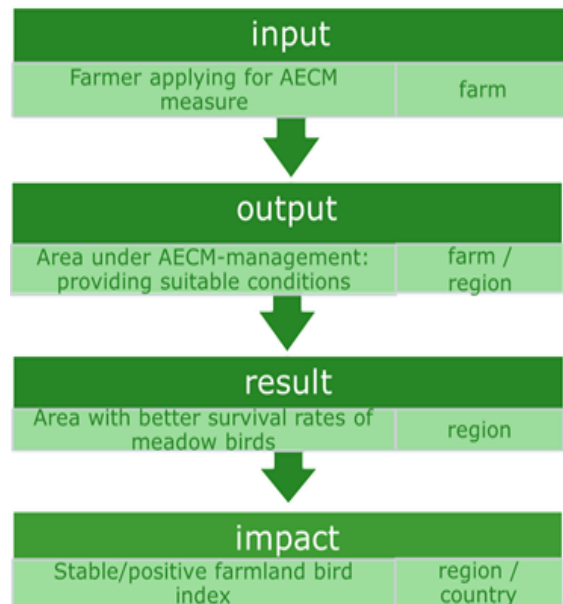 input
Farmer applying for AECM
measure
farm
output
Area under AECM-management:
providing suitable conditions
farm /
region
result
Area with better survival rates of
meadow birds
region
impact
Stable/positive farmland bird
index
region /
country